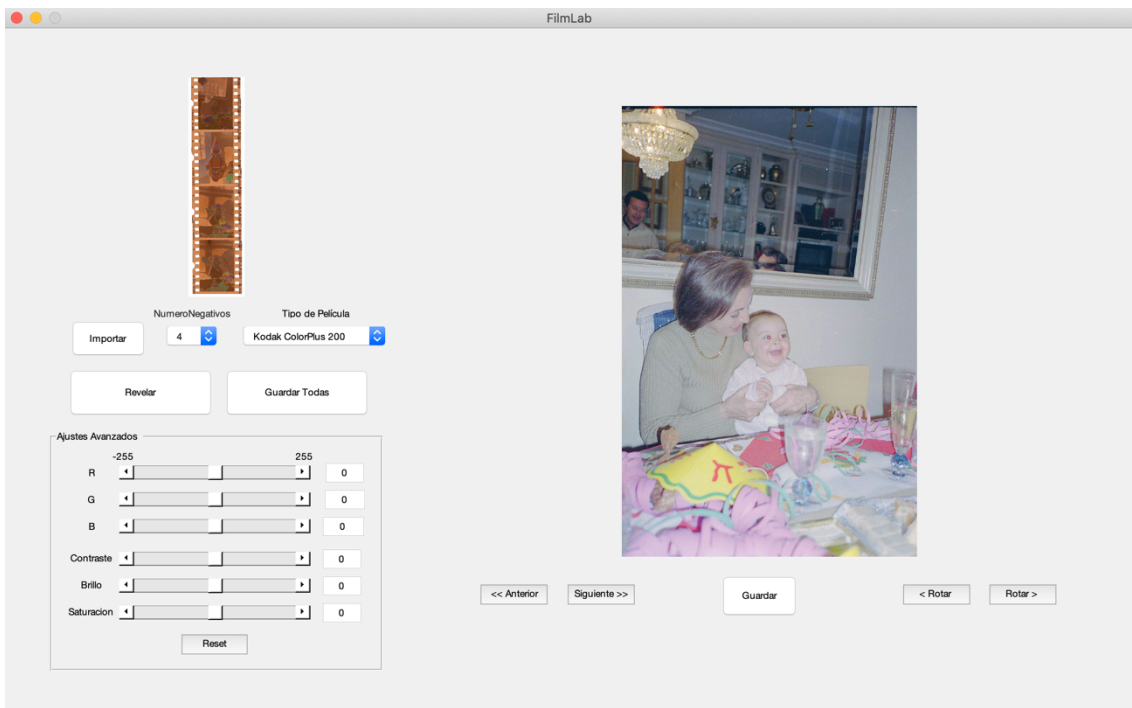 FilmLab
NumeroNegativos
Tipo de Película
Importar
4
Kodak ColorPlus 200
Revelar
Guardar Todas
Ajustes Avanzados
-255
255
R
0
G
0
B
0
Contraste
0
Brillo
0
Saturacion
0
Reset
<< Anterior
Siguiente >>
Guardar
< Rotar
Rotar >